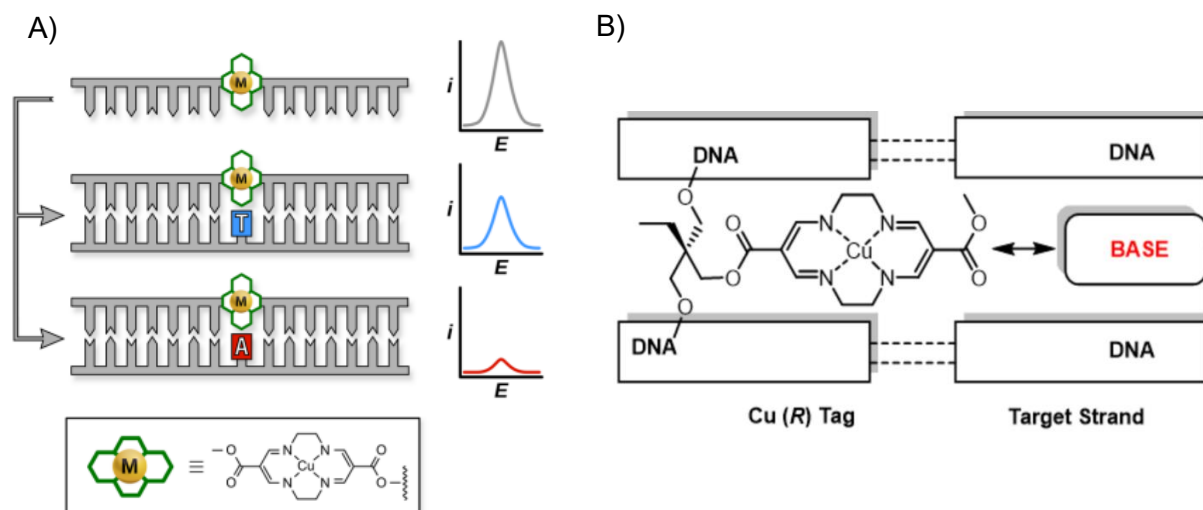 A)
M
i
E
M
T
i
E
M
A
i
E
M
≡
O
O
N
N
Cu
N
N
O
O
B)
DNA
DNA
O
O
O
O
N
N
Cu
N
N
O
O
BASE
DNA
DNA
Cu (R) Tag
Target Strand